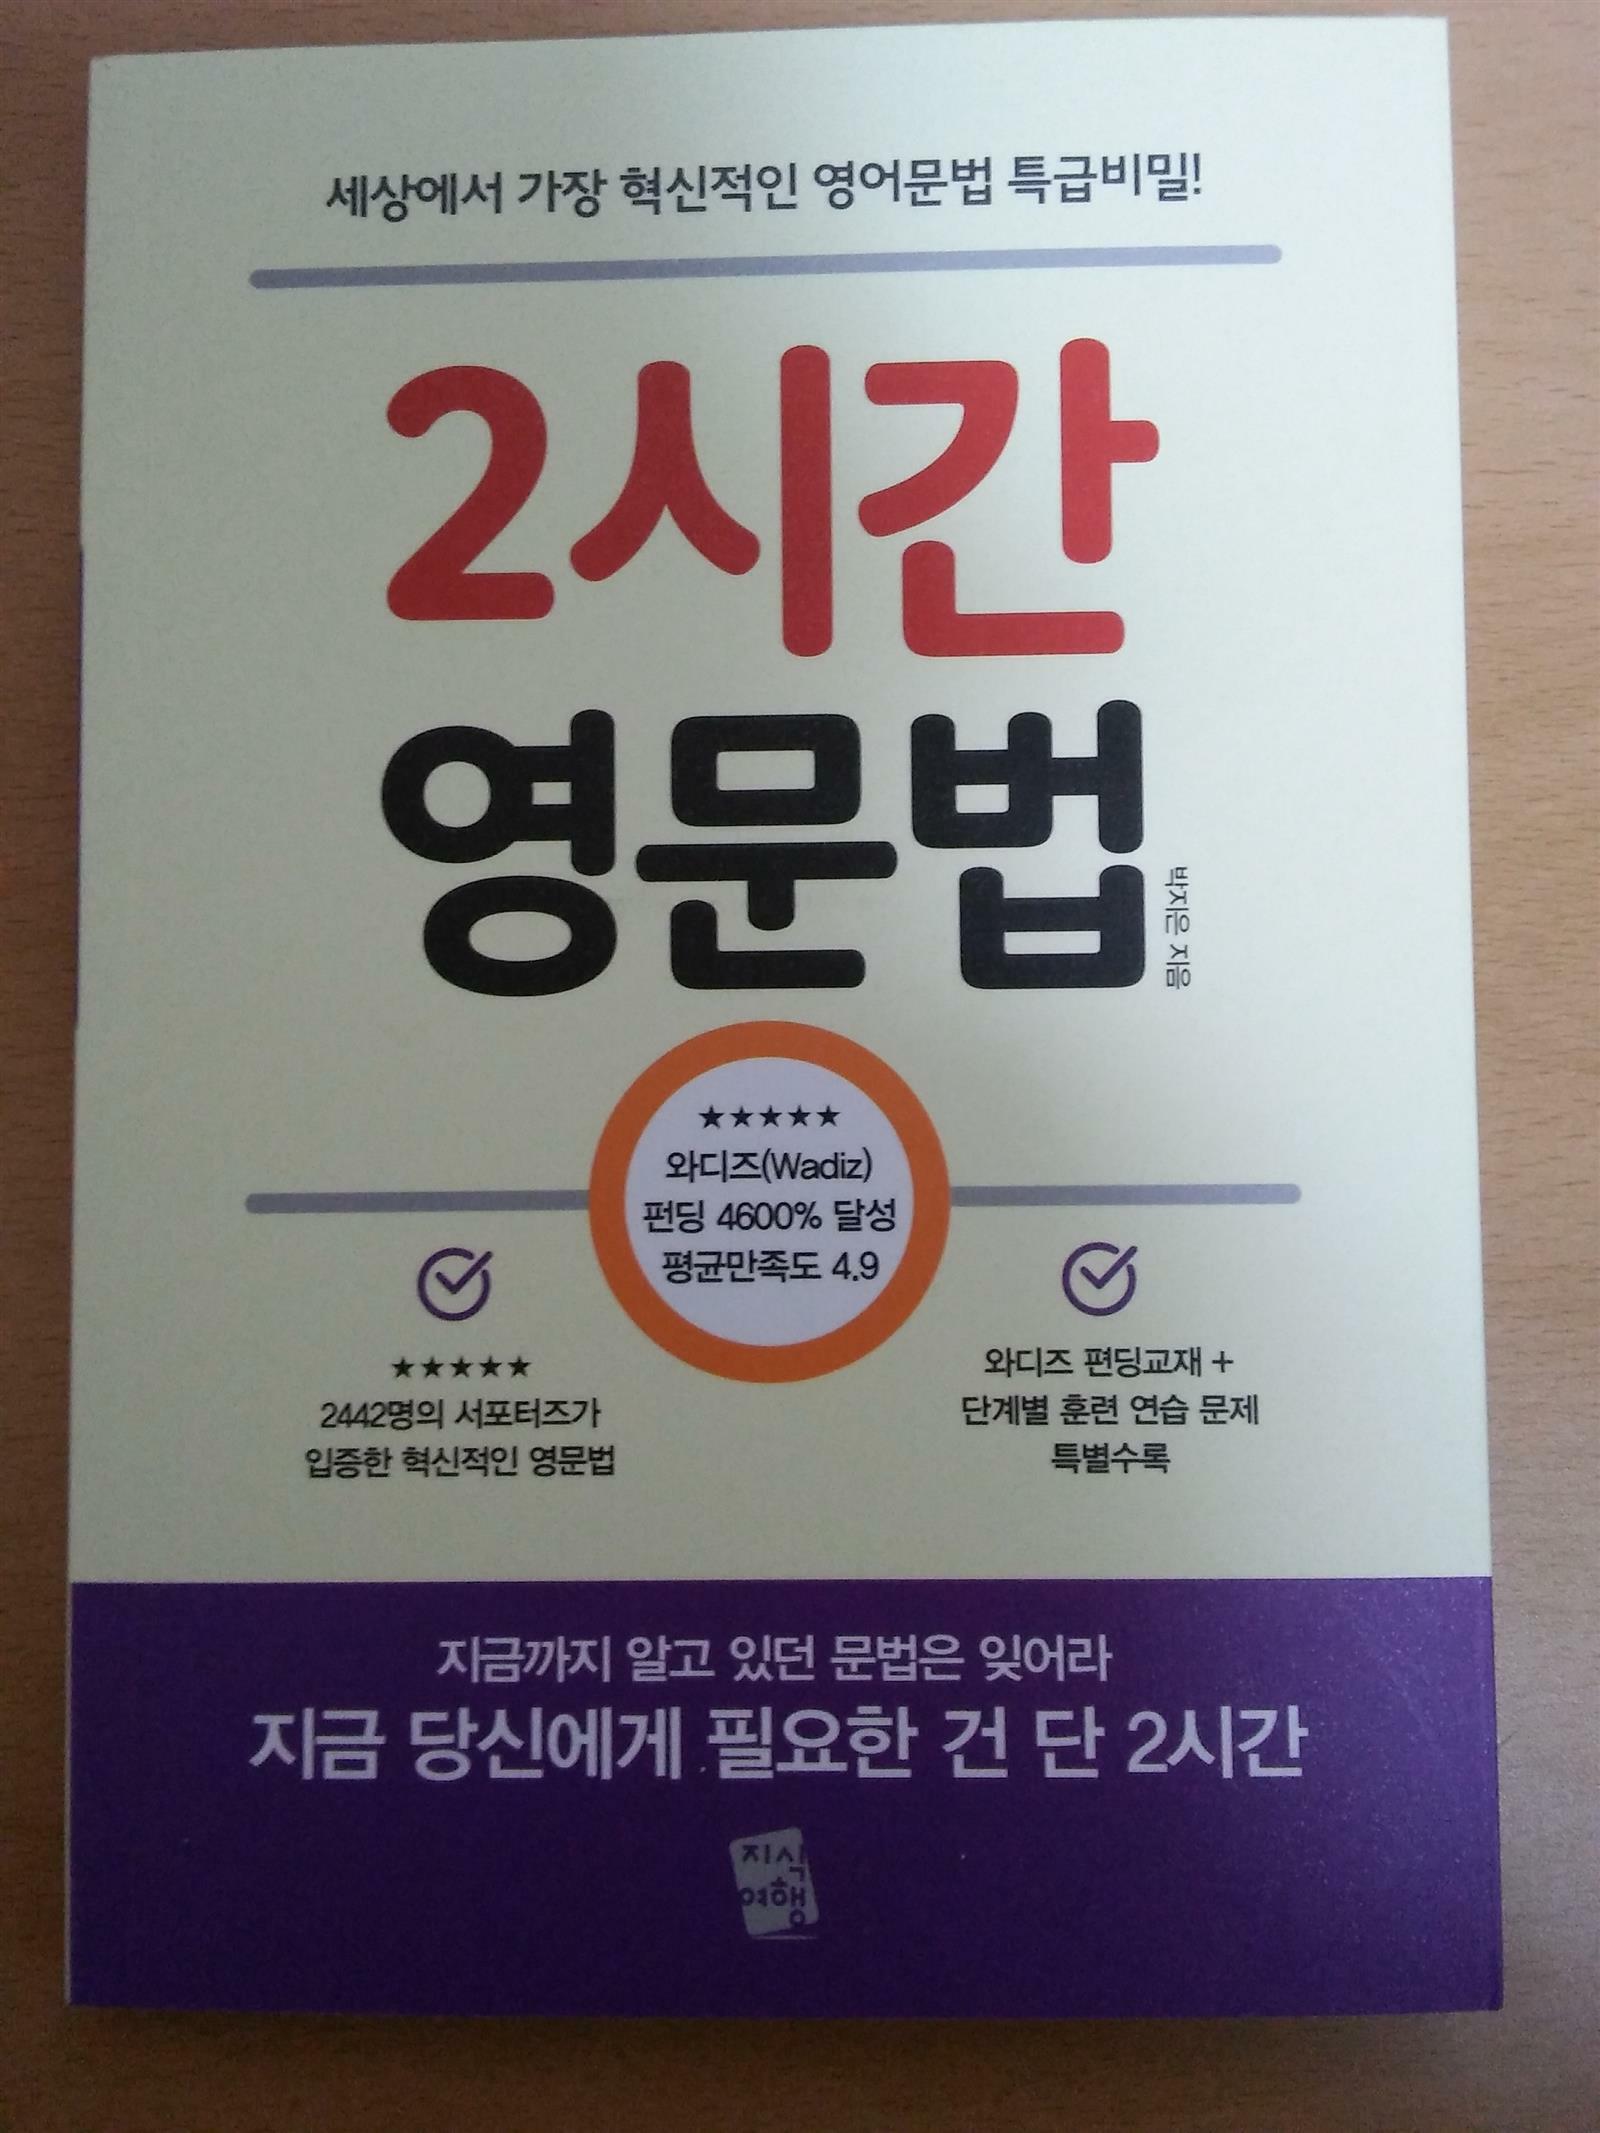 세상에서 가장 혁신적인 영어문법 특급비밀!
2시간
영문법
박지은 지음
★★★★★
와디즈(Wadiz)
펀딩 4600% 달성
평균만족도 4.9
★★★★★
2442명의 서포터즈가
입증한 혁신적인 영문법
와디즈 편딩교재 +
단계별 훈련 연습 문제
특별수록
지금까지 알고 있던 문법은 잊어라
지금 당신에게 필요한 건 단 2시간
지식
여행